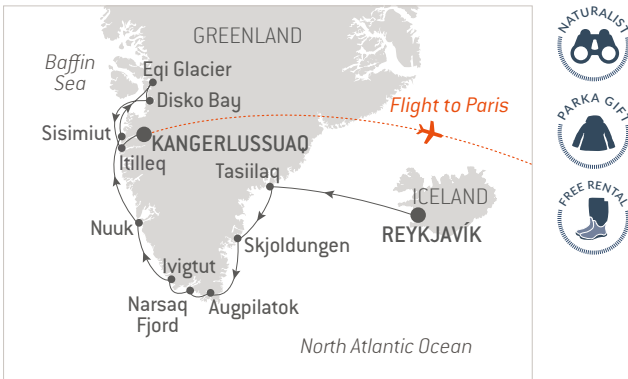 GREENLAND
Baffin
Sea
Eqi Glacier
Disko Bay
Flight to Paris
Sisimiut
KANGERLUSSUAQ
Itilleq
Tasiilaq
ICELAND
REYKJAVÍK
Nuuk
Skjoldungen
Ivigtut
Narsaq
Fjord
Augpilatok
North Atlantic Ocean
NATURALIST
PARKA GIFT
FREE RENTAL